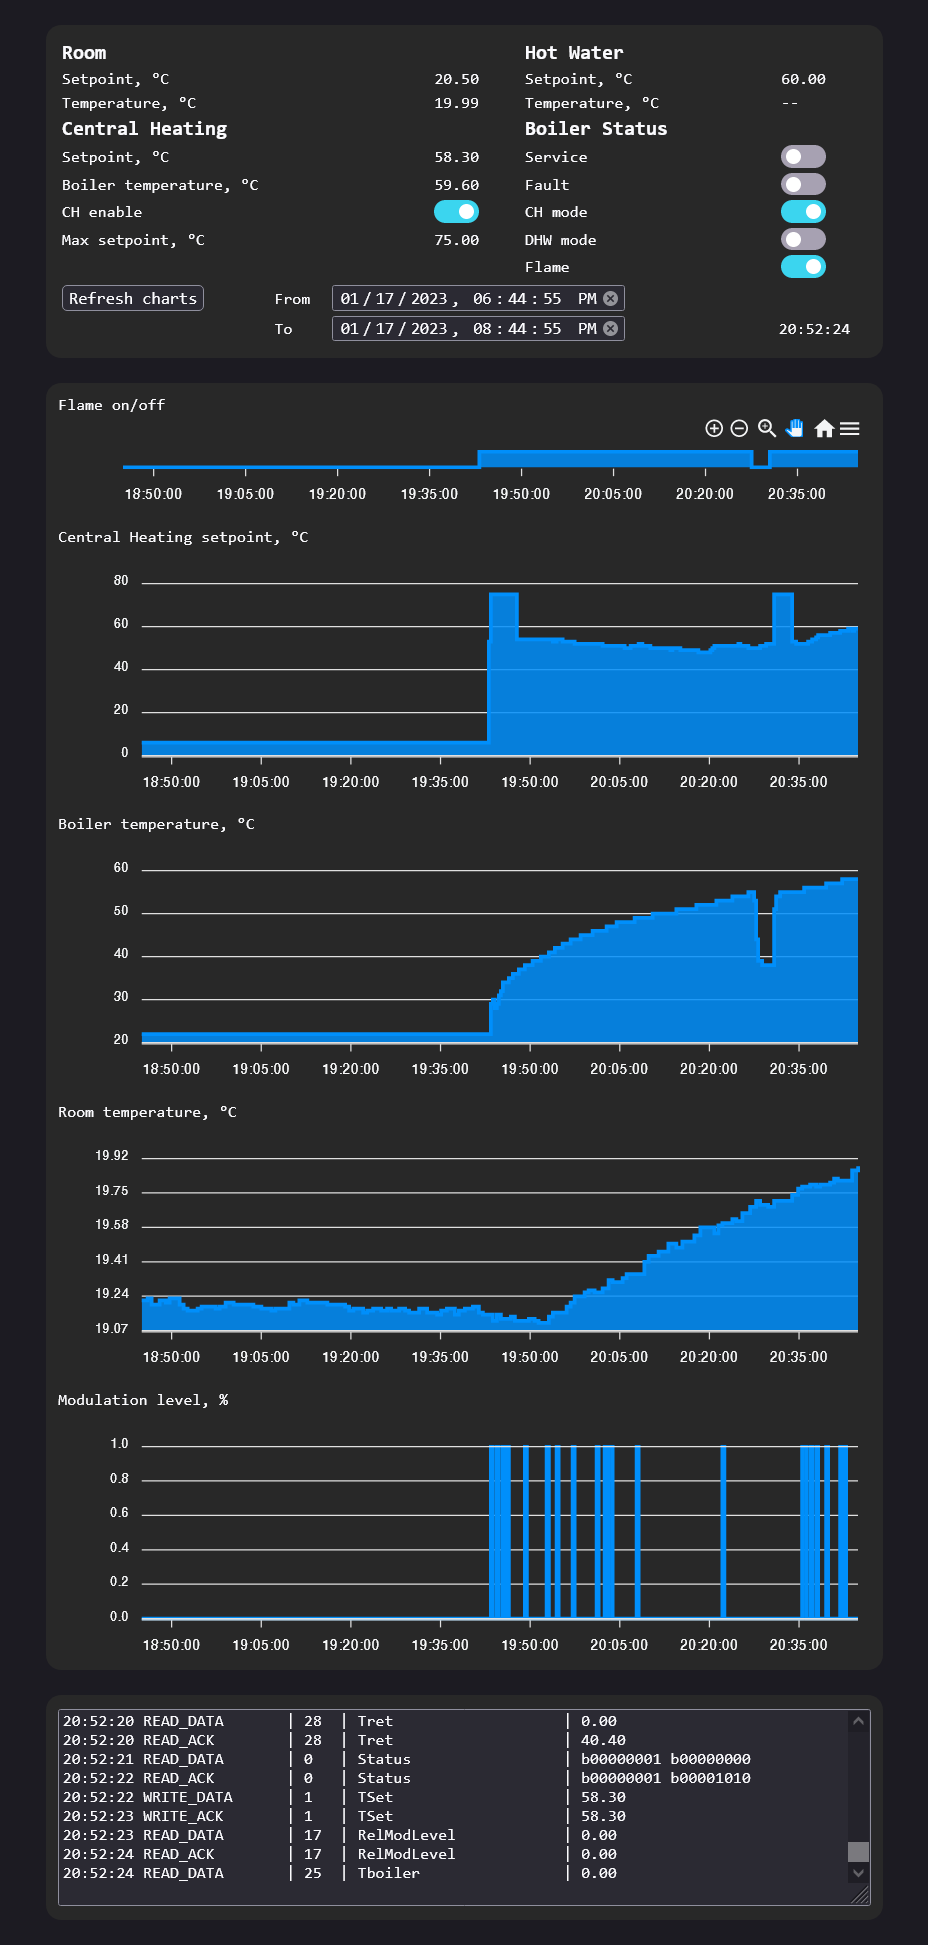 Room
Setpoint, °C 20.50
Temperature, °C 19.99
Central Heating
Setpoint, °C 58.30
Boiler temperature, °C 59.60
CH enable
Max setpoint, °C 75.00
Hot Water
Setpoint, °C 60.00
Temperature, °C --
Boiler Status
Service
Fault
CH mode
DHW mode
Flame
Refresh charts From 01/17/2023, 06:44:55 PM
To 01/17/2023, 08:44:55 PM 20:52:24
Flame on/off
18:50:00 19:05:00 19:20:00 19:35:00 19:50:00 20:05:00 20:20:00 20:35:00
Central Heating setpoint, °C
80
60
40
20
0
18:50:00 19:05:00 19:20:00 19:35:00 19:50:00 20:05:00 20:20:00 20:35:00
Boiler temperature, °C
60
50
40
30
20
18:50:00 19:05:00 19:20:00 19:35:00 19:50:00 20:05:00 20:20:00 20:35:00
Room temperature, °C
19.92
19.75
19.58
19.41
19.24
19.07
18:50:00 19:05:00 19:20:00 19:35:00 19:50:00 20:05:00 20:20:00 20:35:00
Modulation level, %
1.0
0.8
0.6
0.4
0.2
0.0
18:50:00 19:05:00 19:20:00 19:35:00 19:50:00 20:05:00 20:20:00 20:35:00
20:52:20 READ_DATA | 28 | Tret | 0.00
20:52:20 READ_ACK | 28 | Tret | 40.40
20:52:21 READ_DATA | 0 | Status | b00000001 b00000000
20:52:22 READ_ACK | 0 | Status | b00000001 b00001010
20:52:22 WRITE_DATA | 1 | TSet | 58.30
20:52:23 WRITE_ACK | 1 | TSet | 58.30
20:52:23 READ_DATA | 17 | RelModLevel | 0.00
20:52:24 READ_ACK | 17 | RelModLevel | 0.00
20:52:24 READ_DATA | 25 | Tboiler | 0.00